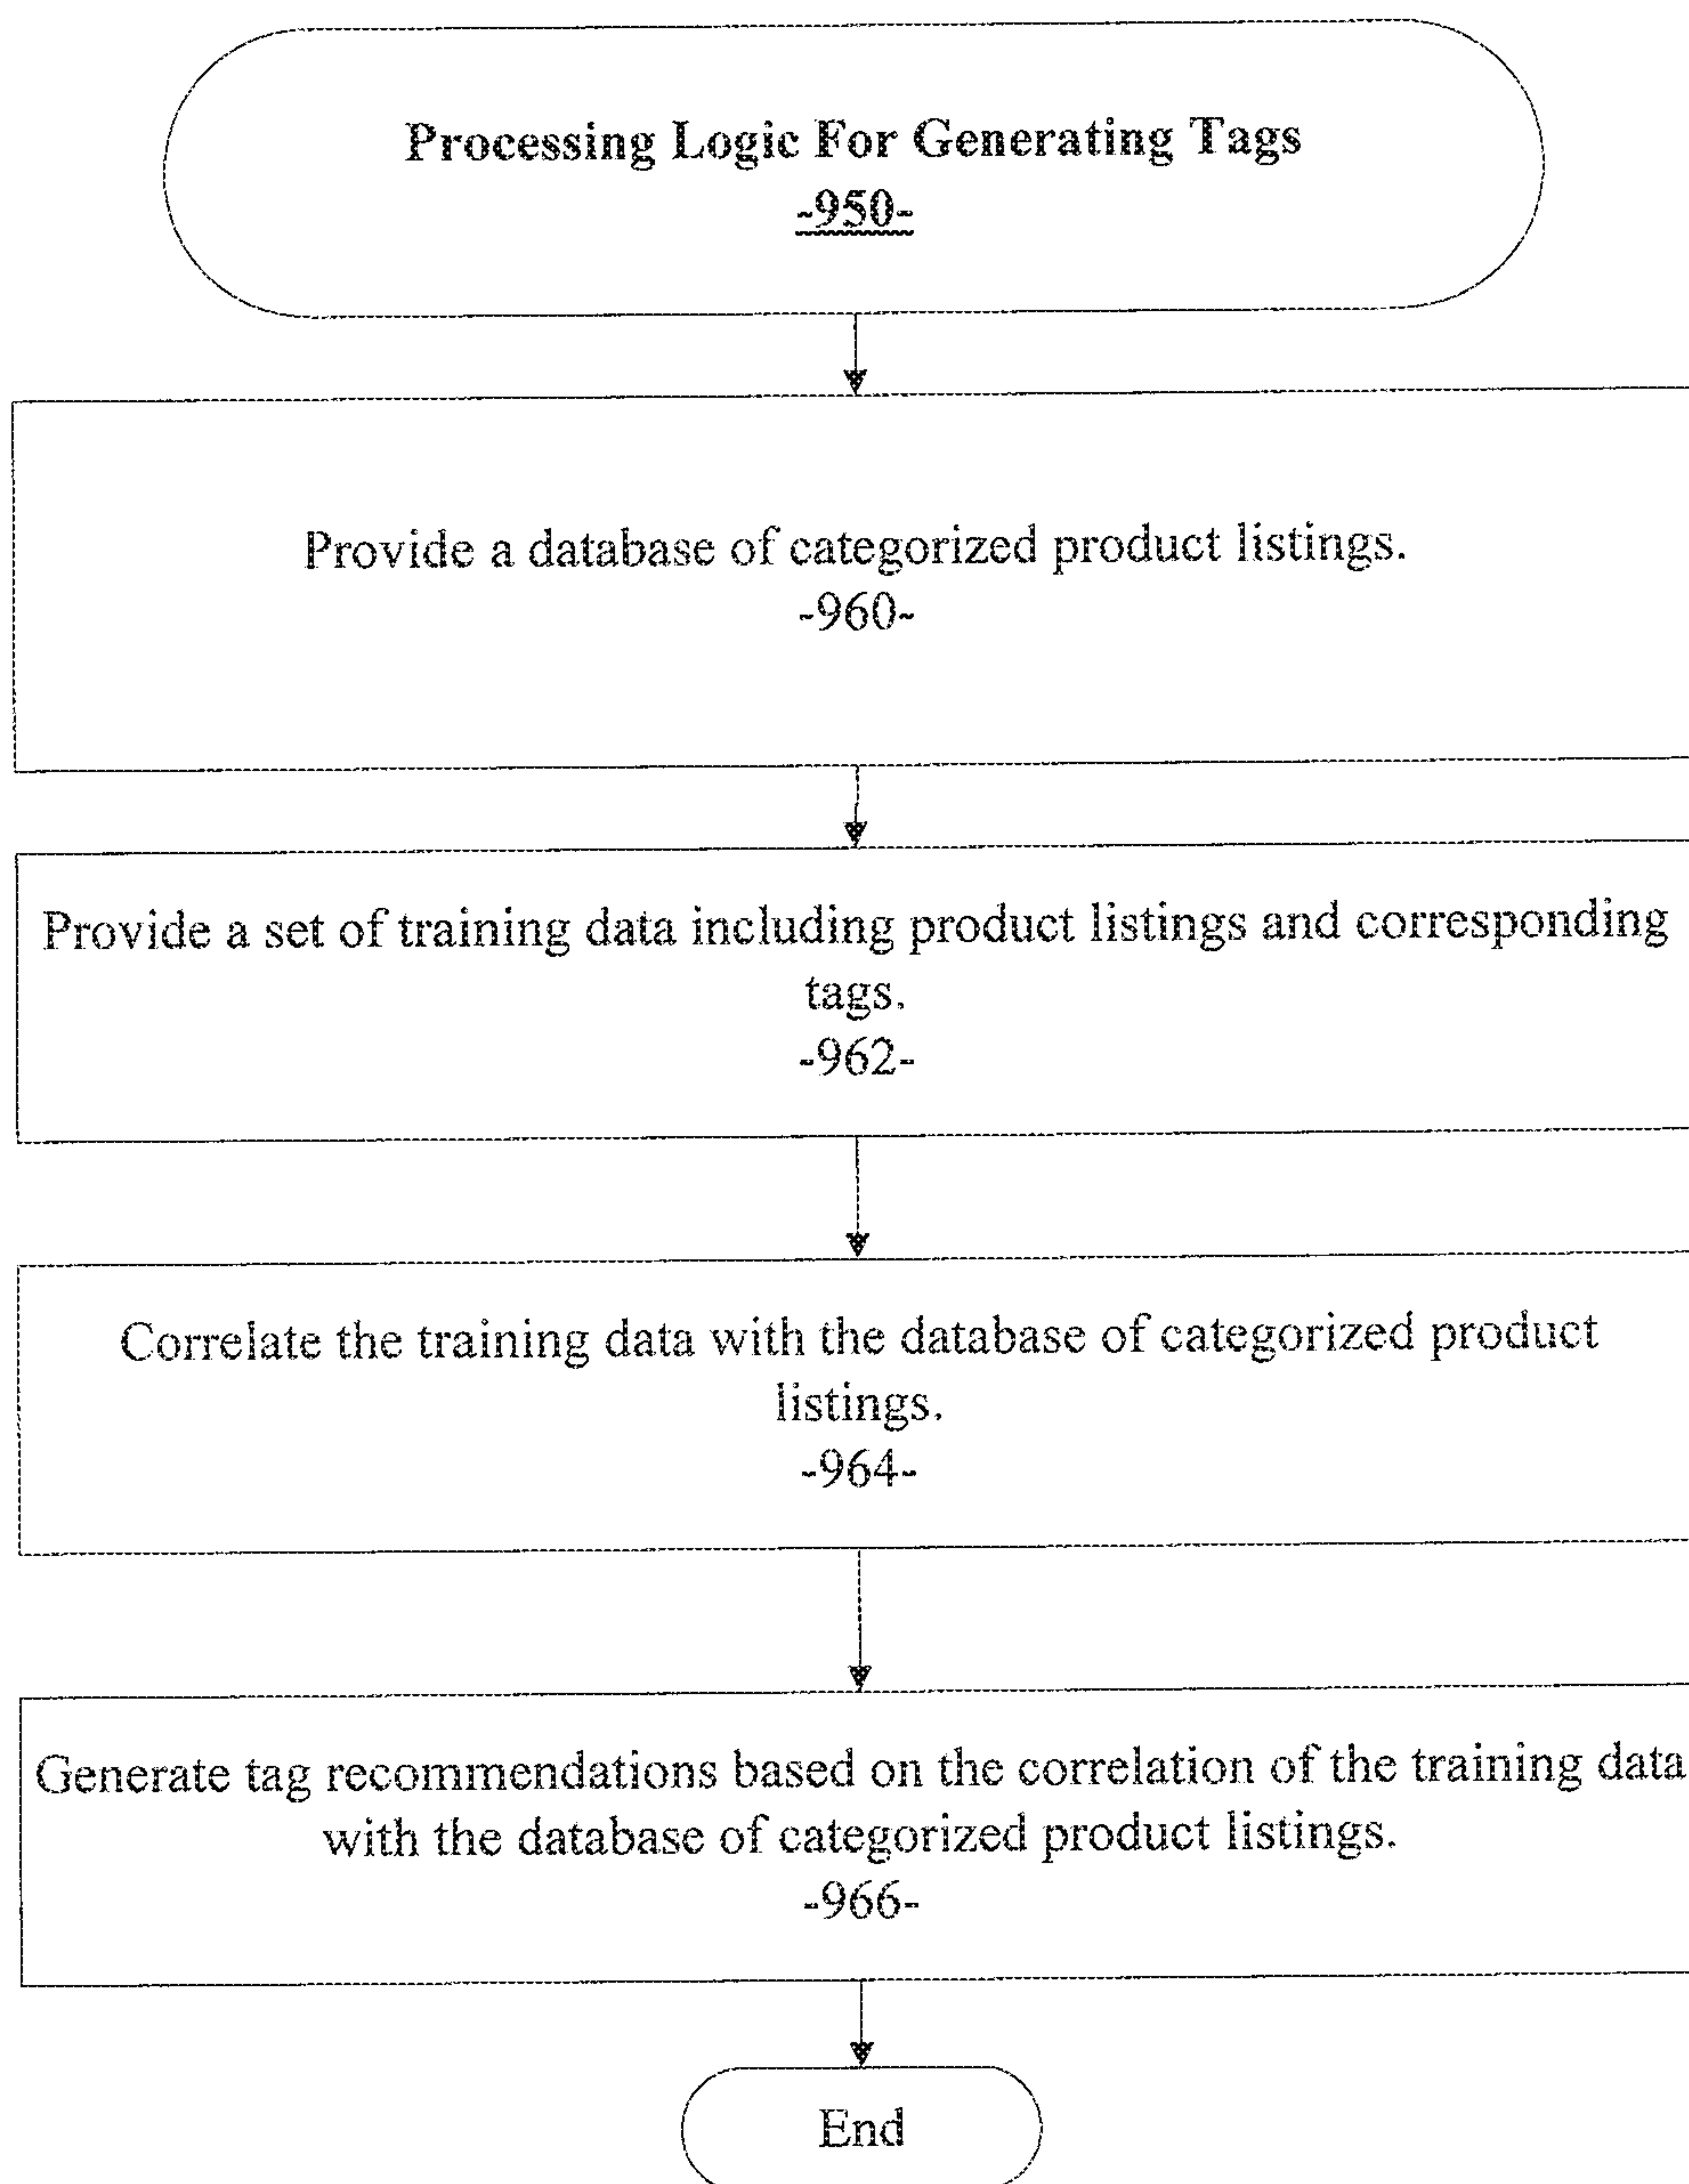 Processing Logic For Generating Tags
-950-
Provide a database of categorized product listings.
-960-
Provide a set of training data including product listings and corresponding
tags.
-962-
Correlate the training data with the database of categorized product
listings.
-964-
Generate tag recommendations based on the correlation of the training data
with the database of categorized product listings.
-966-
End